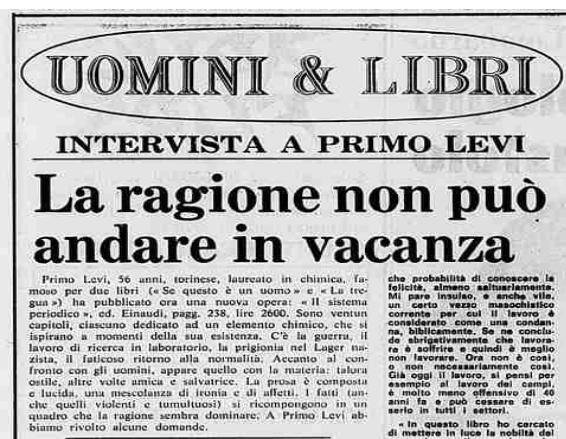 UOMINI & LIBRI
INTERVISTA A PRIMO LEVI
La ragione non può
andare in vacanza
Primo Levi, 56 anni, torinese, laureato in chimica, fa-
moso per due libri (« Se questo è un uomo » e « La tre-
gua ») ha pubblicato ora una nuova opera: « Il sistema
periodico », ed. Einaudi, pagg. 238, lire 2600. Sono ventun
capitoli, ciascuno dedicato ad un elemento chimico, che si
ispirano a momenti della sua esistenza. C'è la guerra, il
lavoro di ricerca in laboratorio, la prigionia nel Lager na-
zista, il faticoso ritorno alla normalità. Accanto al con-
fronto con gli uomini, appare quello con la materia: talora
ostile, altre volte amica e salvatrice. La prosa è composta
e lucida, una mescolanza di ironia e di affetti. I fatti (an-
che quelli violenti e tumultuosi) si ricompongono in un
quadro che la ragione sembra dominare. A Primo Levi ab-
biamo rivolto alcune domande.
che probabilità di conoscere la
felicità, almeno saltuariamente.
Mi pare insulso, e anche vile,
un certo vezzo masochistico
corrente per cui il lavoro è
considerato come una condan-
na, biblicamente. Se ne conclu-
de sbrigativamente che lavora-
re è soffrire e quindi è meglio
non lavorare. Ora non è così,
o non necessariamente così.
Già oggi il lavoro, si pensi per
esempio al lavoro dei campi,
è molto meno offensivo di 40
anni fa e può cessare di es-
serlo in tutti i settori.
« In questo libro ho cercato
di mettere in luce la nobiltà del